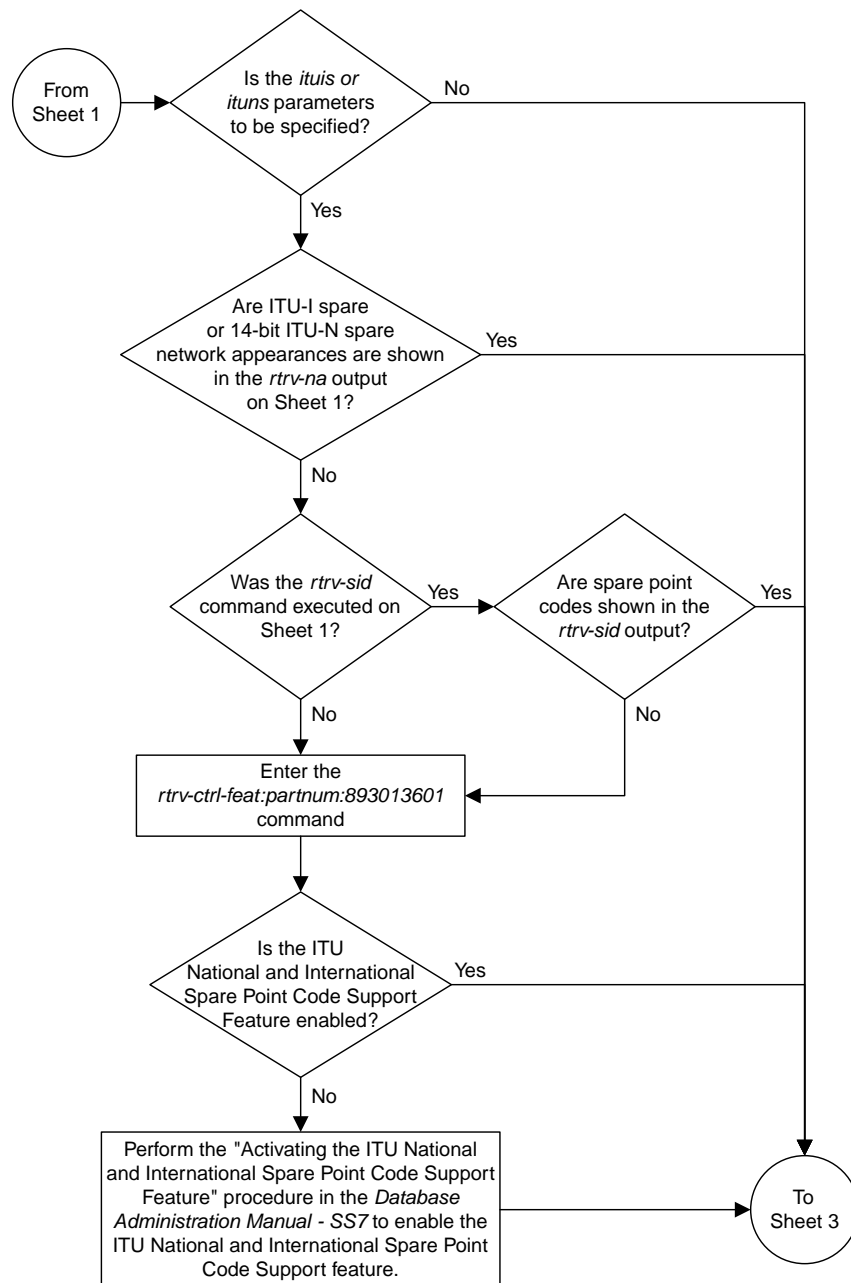 From
Sheet 1
Is the ituis or
ituns parameters
to be specified?
No
Yes
Are ITU-I spare
or 14-bit ITU-N spare
network appearances are shown
in the rtrv-na output
on Sheet 1?
Yes
No
Was the rtrv-sid
command executed on
Sheet 1?
Yes
No
Are spare point
codes shown in the
rtrv-sid output?
Yes
No
Enter the
rtrv-ctrl-feat:partnum:893013601
command
Is the ITU
National and International
Spare Point Code Support
Feature enabled?
Yes
No
Perform the "Activating the ITU National
and International Spare Point Code Support
Feature" procedure in the Database
Administration Manual - SS7 to enable the
ITU National and International Spare Point
Code Support feature.
To
Sheet 3